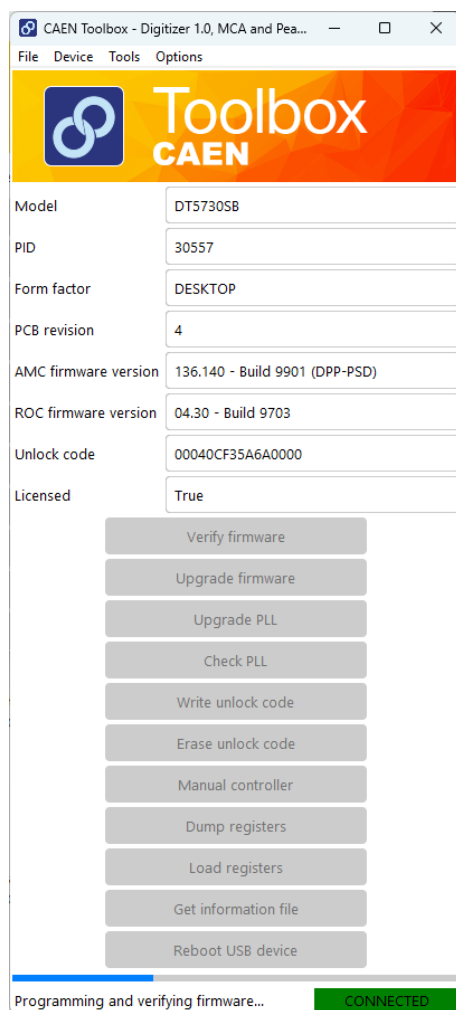 CAEN Toolbox - Digitizer 1.0, MCA and Pea...
File Device Tools Options
Toolbox
CAEN
Model DT5730SB
PID 30557
Form factor DESKTOP
PCB revision 4
AMC firmware version 136.140 - Build 9901 (DPP-PSD)
ROC firmware version 04.30 - Build 9703
Unlock code 00040CF35A6A0000
Licensed True
Verify firmware
Upgrade firmware
Upgrade PLL
Check PLL
Write unlock code
Erase unlock code
Manual controller
Dump registers
Load registers
Get information file
Reboot USB device
Programming and verifying firmware... CONNECTED